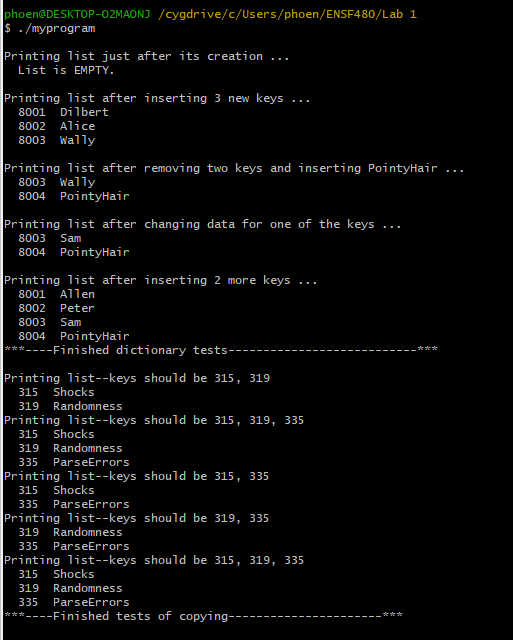 phoen@DESKTOP-O2MAONJ /cygdrive/c/Users/phoen/ENSF480/Lab 1
$ ./myprogram
Printing list just after its creation ...
  List is EMPTY.
Printing list after inserting 3 new keys ...
  8001  Dilbert
  8002  Alice
  8003  Wally
Printing list after removing two keys and inserting PointyHair ...
  8003  Wally
  8004  PointyHair
Printing list after changing data for one of the keys ...
  8003  Sam
  8004  PointyHair
Printing list after inserting 2 more keys ...
  8001  Allen
  8002  Peter
  8003  Sam
  8004  PointyHair
***----Finished dictionary tests---------------------------***
Printing list--keys should be 315, 319
  315  Shocks
  319  Randomness
Printing list--keys should be 315, 319, 335
  315  Shocks
  319  Randomness
  335  ParseErrors
Printing list--keys should be 315, 335
  315  Shocks
  335  ParseErrors
Printing list--keys should be 319, 335
  319  Randomness
  335  ParseErrors
Printing list--keys should be 315, 319, 335
  315  Shocks
  319  Randomness
  335  ParseErrors
***----Finished tests of copying----------------------***